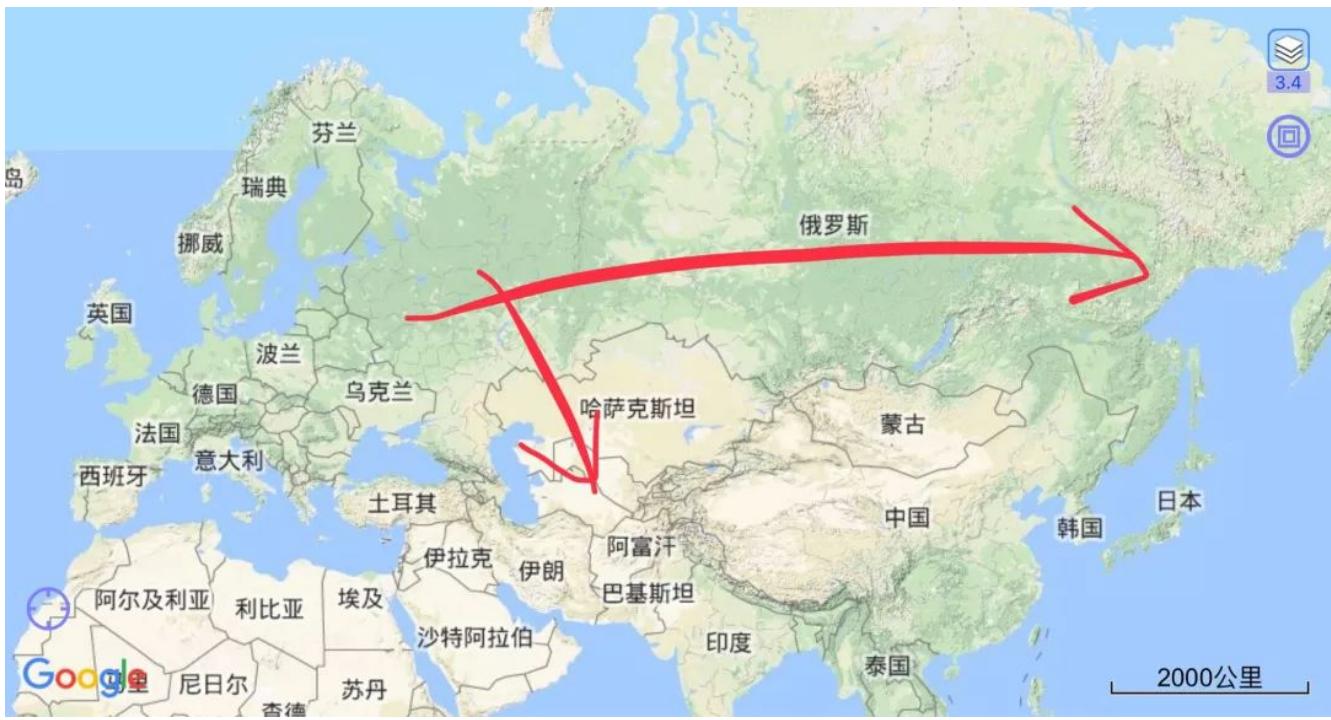 3.4
芬兰
岛
瑞典
俄罗斯
挪威
英国
波兰
德国
乌克兰
哈萨克斯坦
蒙古
法国
意大利
西班牙
土耳其
日本
中国
韩国
伊拉克
伊朗
阿富汗
阿尔及利亚
利比亚
埃及
巴基斯坦
沙特阿拉伯
印度
泰国
Google
马里
尼日尔
苏丹
乍得
2000公里